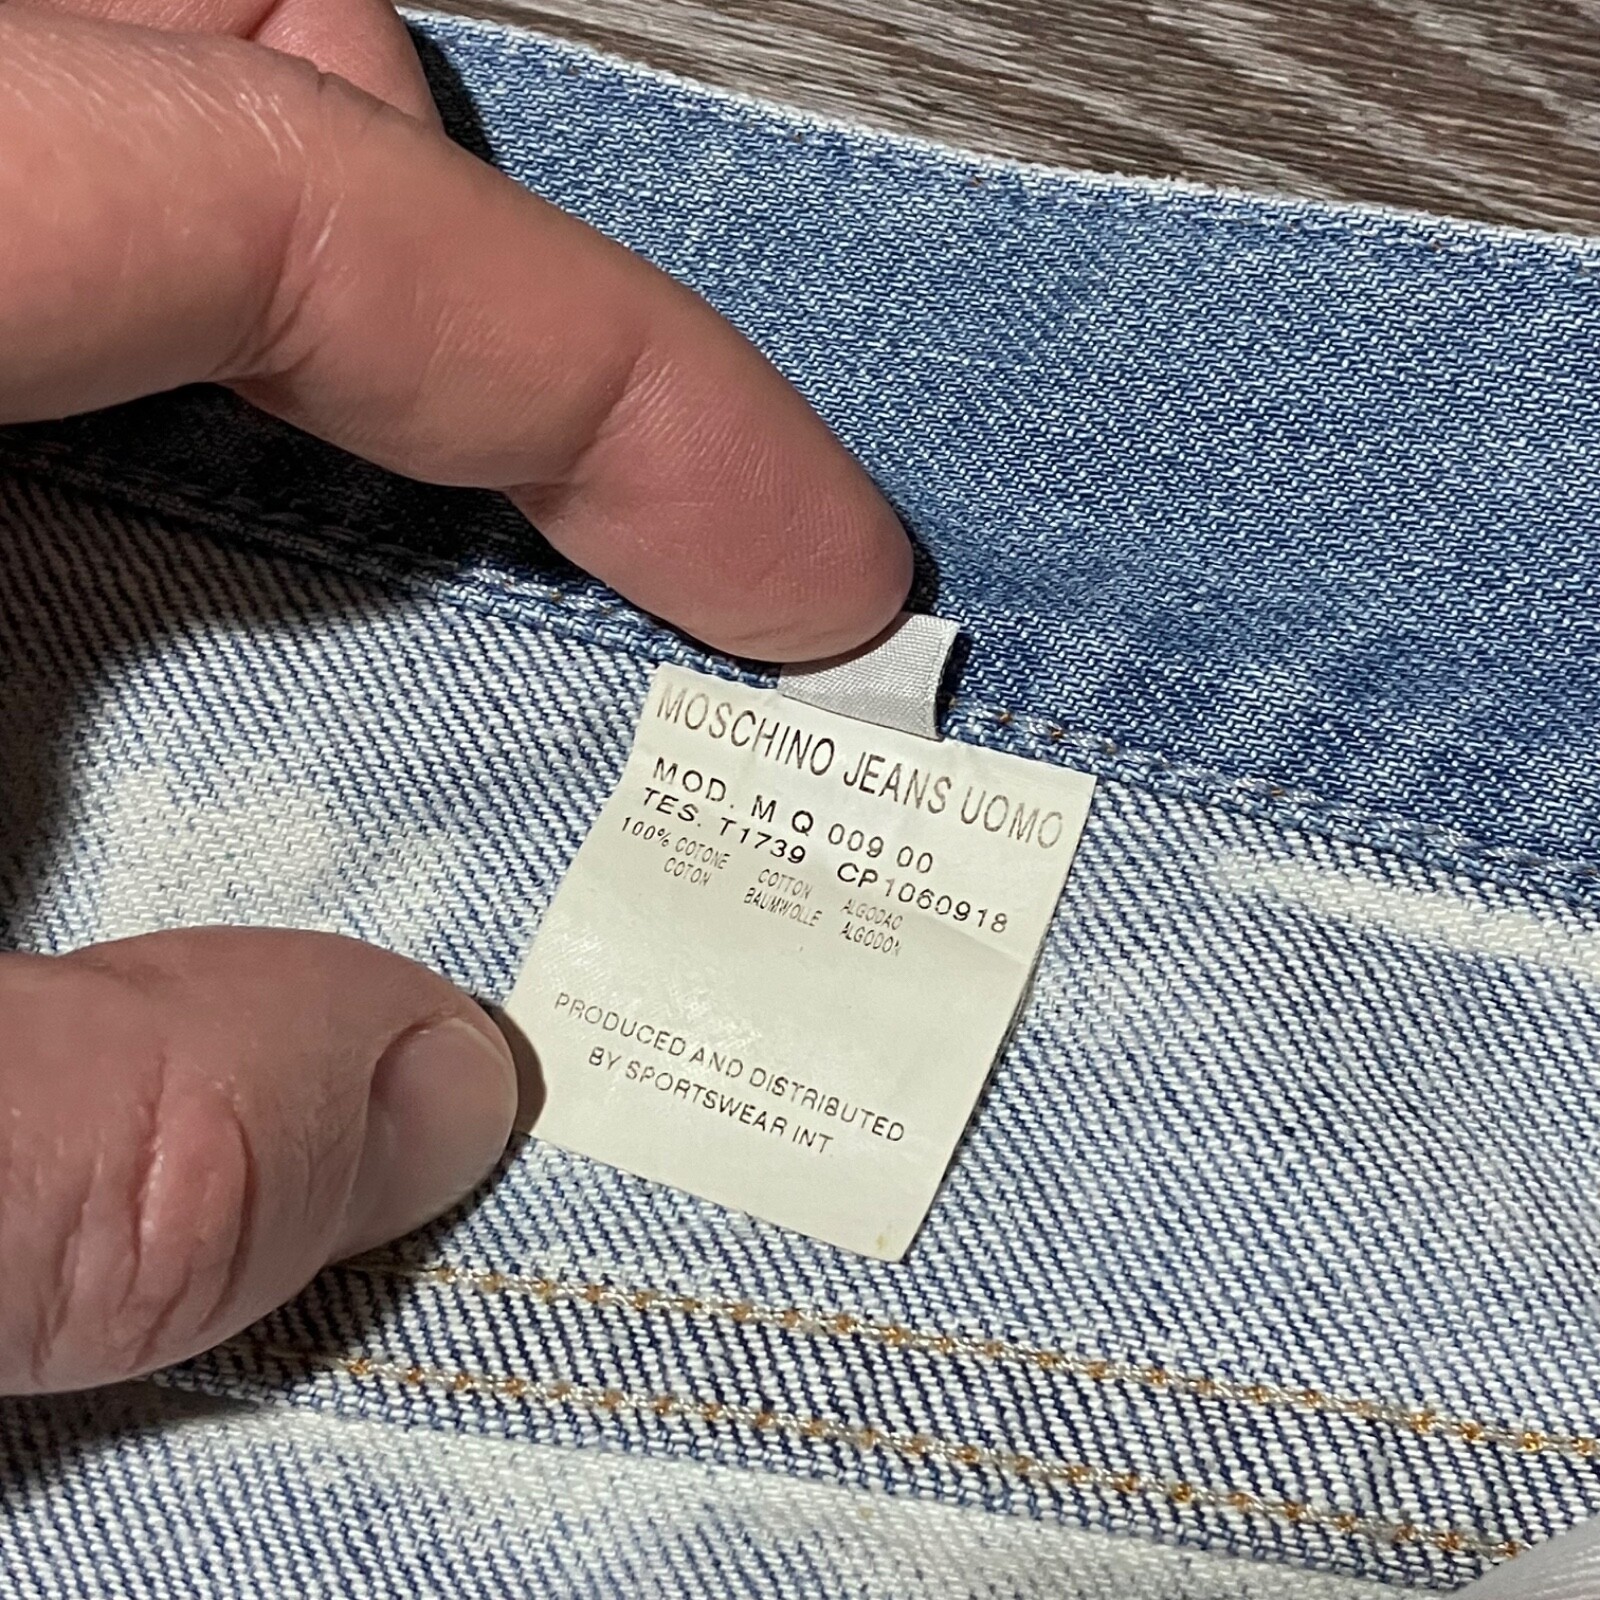 MOSCHINO JEANS UOMO
MOD. M Q 009 00
TES. T1739 CP1060918
100% COTONE COTTON ALGODAO
COTON BAUMWOLLE ALGODON
PRODUCED AND DISTRIBUTED
BY SPORTSWEAR INT.